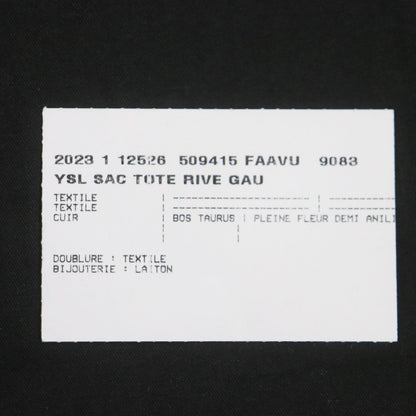 2023 1 12526 509415 FAAVU 9083
YSL SAC TOTE RIVE GAU
TEXTILE | -------------------- | --------------------
TEXTILE | -------------------- | --------------------
CUIR | BOS TAURUS | PLEINE FLEUR DEMI ANILI
DOUBLURE : TEXTILE
BIJOUTERIE : LAITON